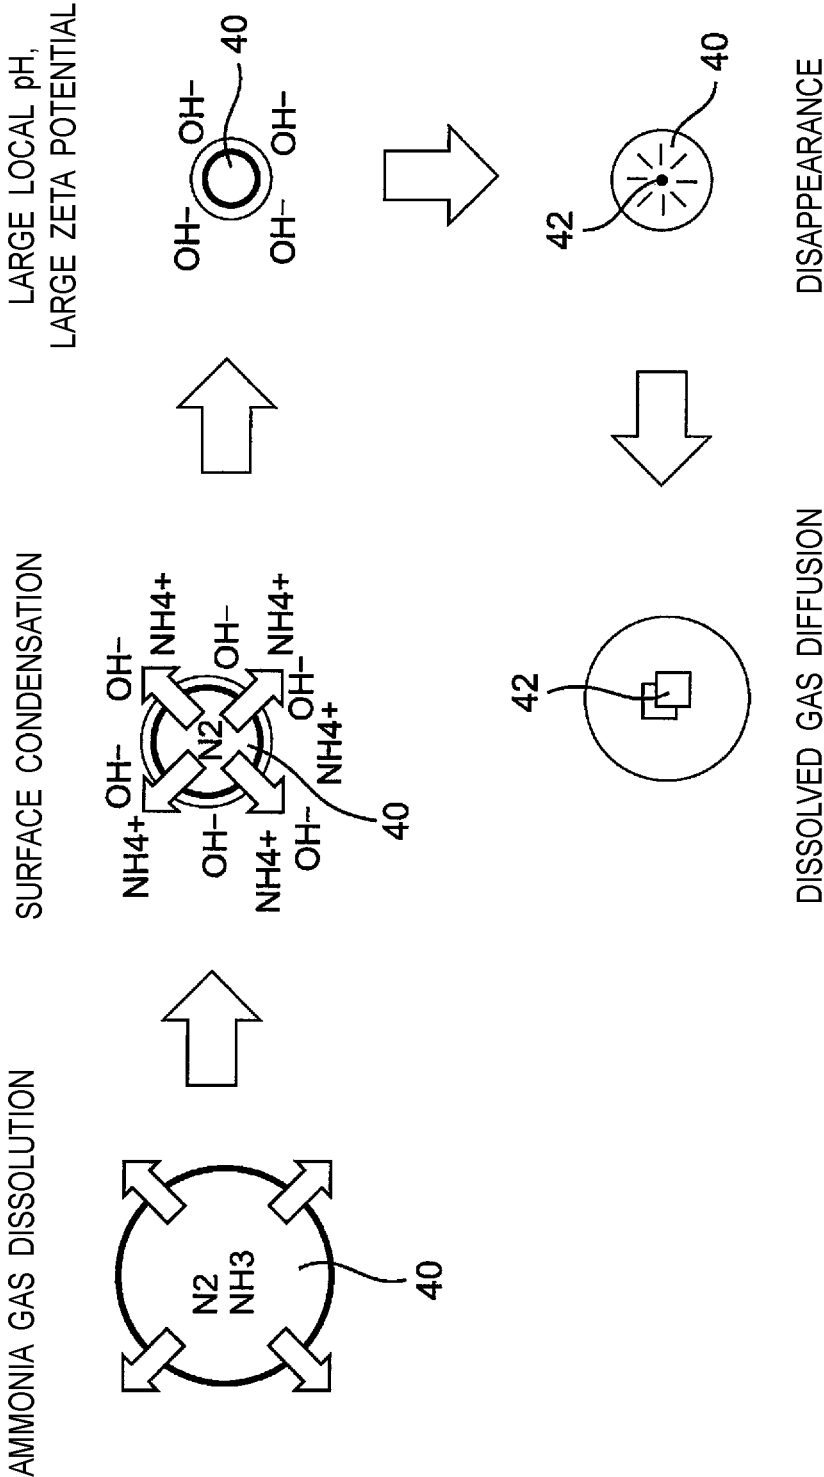 AMMONIA GAS DISSOLUTION
N2
NH3
40
SURFACE CONDENSATION
NH4+
OH−
OH−
NH4+
OH−
N2
OH−
NH4+
OH−
NH4+
OH−
NH4+
40
LARGE LOCAL pH,
LARGE ZETA POTENTIAL
OH−
OH−
OH−
OH−
40
42
40
DISAPPEARANCE
42
DISSOLVED GAS DIFFUSION